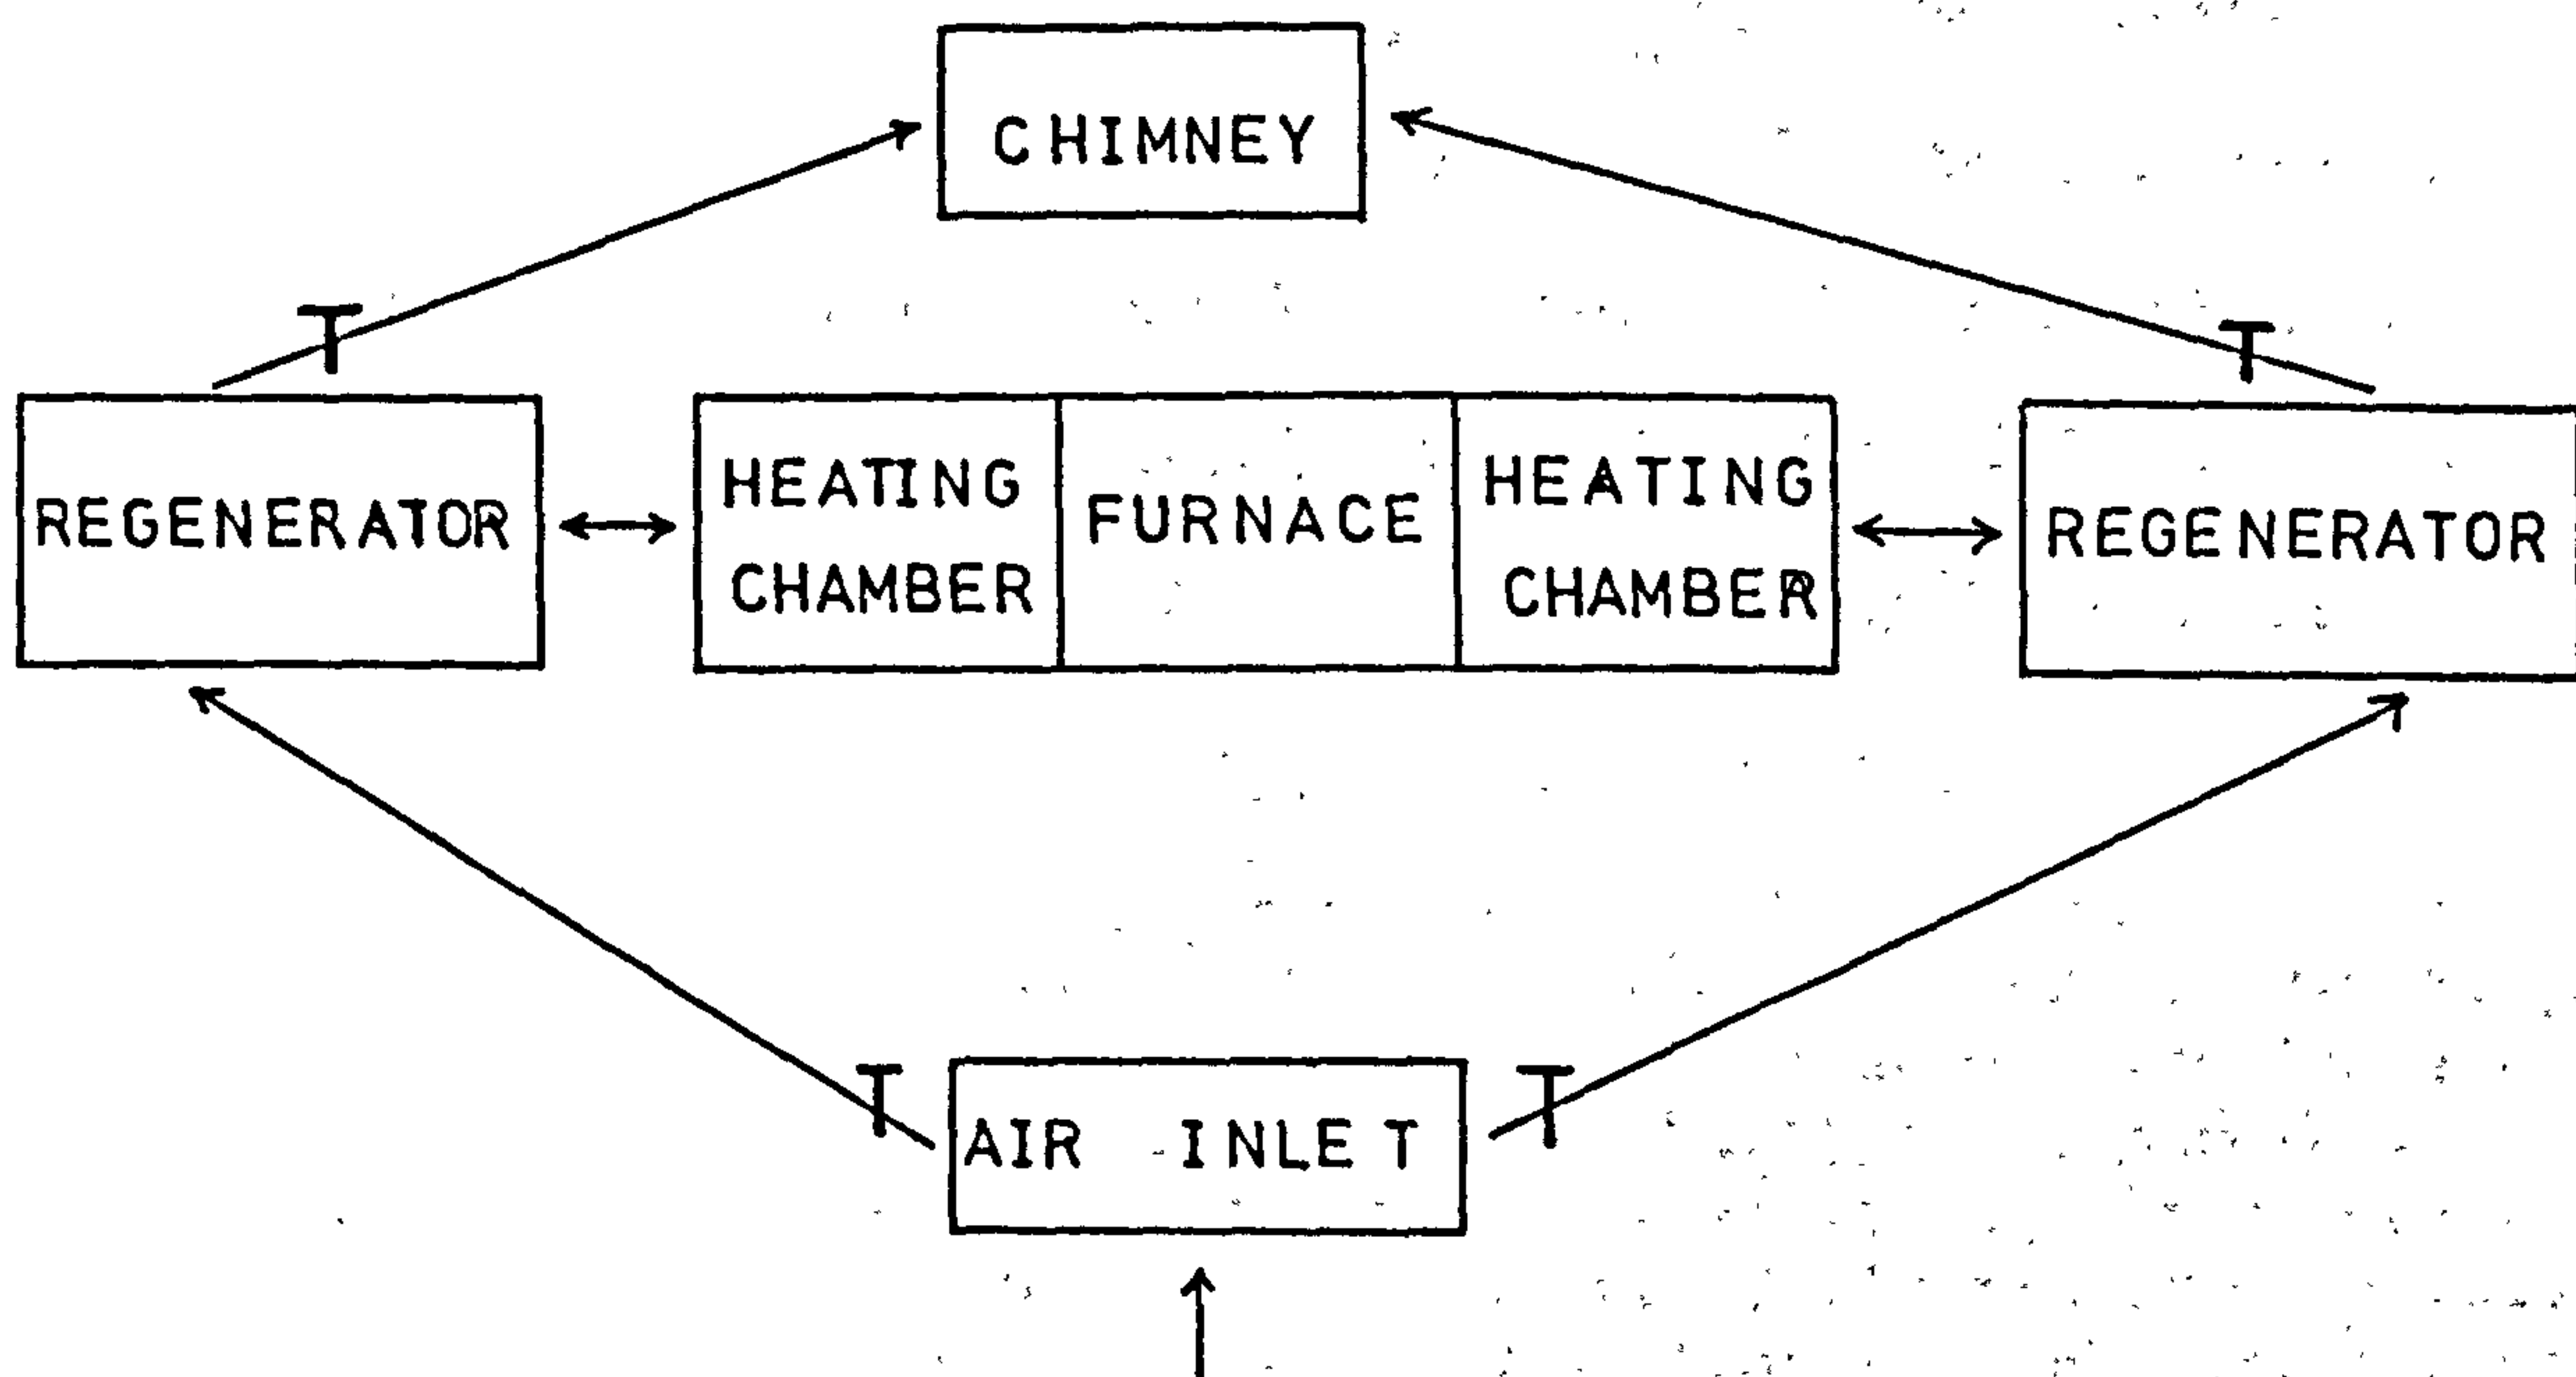 CHIMNEY
T
T
REGENERATOR
HEATING
CHAMBER
FURNACE
HEATING
CHAMBER
REGENERATOR
T
T
AIR INLET